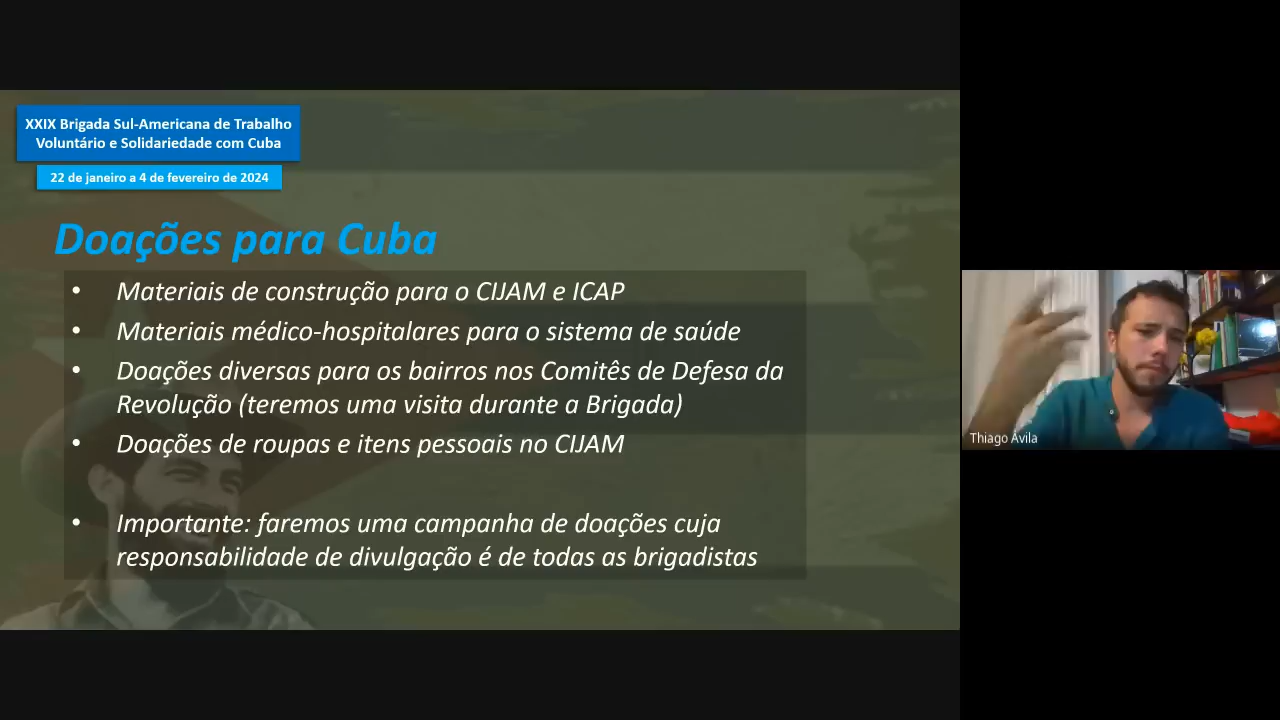 XXIX Brigada Sul-Americana de Trabalho
Voluntário e Solidariedade com Cuba
22 de janeiro a 4 de fevereiro de 2024
Doações para Cuba
• Materiais de construção para o CIJAM e ICAP
• Materiais médico-hospitalares para o sistema de saúde
• Doações diversas para os bairros nos Comitês de Defesa da
Revolução (teremos uma visita durante a Brigada)
• Doações de roupas e itens pessoais no CIJAM
• Importante: faremos uma campanha de doações cuja
responsabilidade de divulgação é de todas as brigadistas
Thiago Ávila